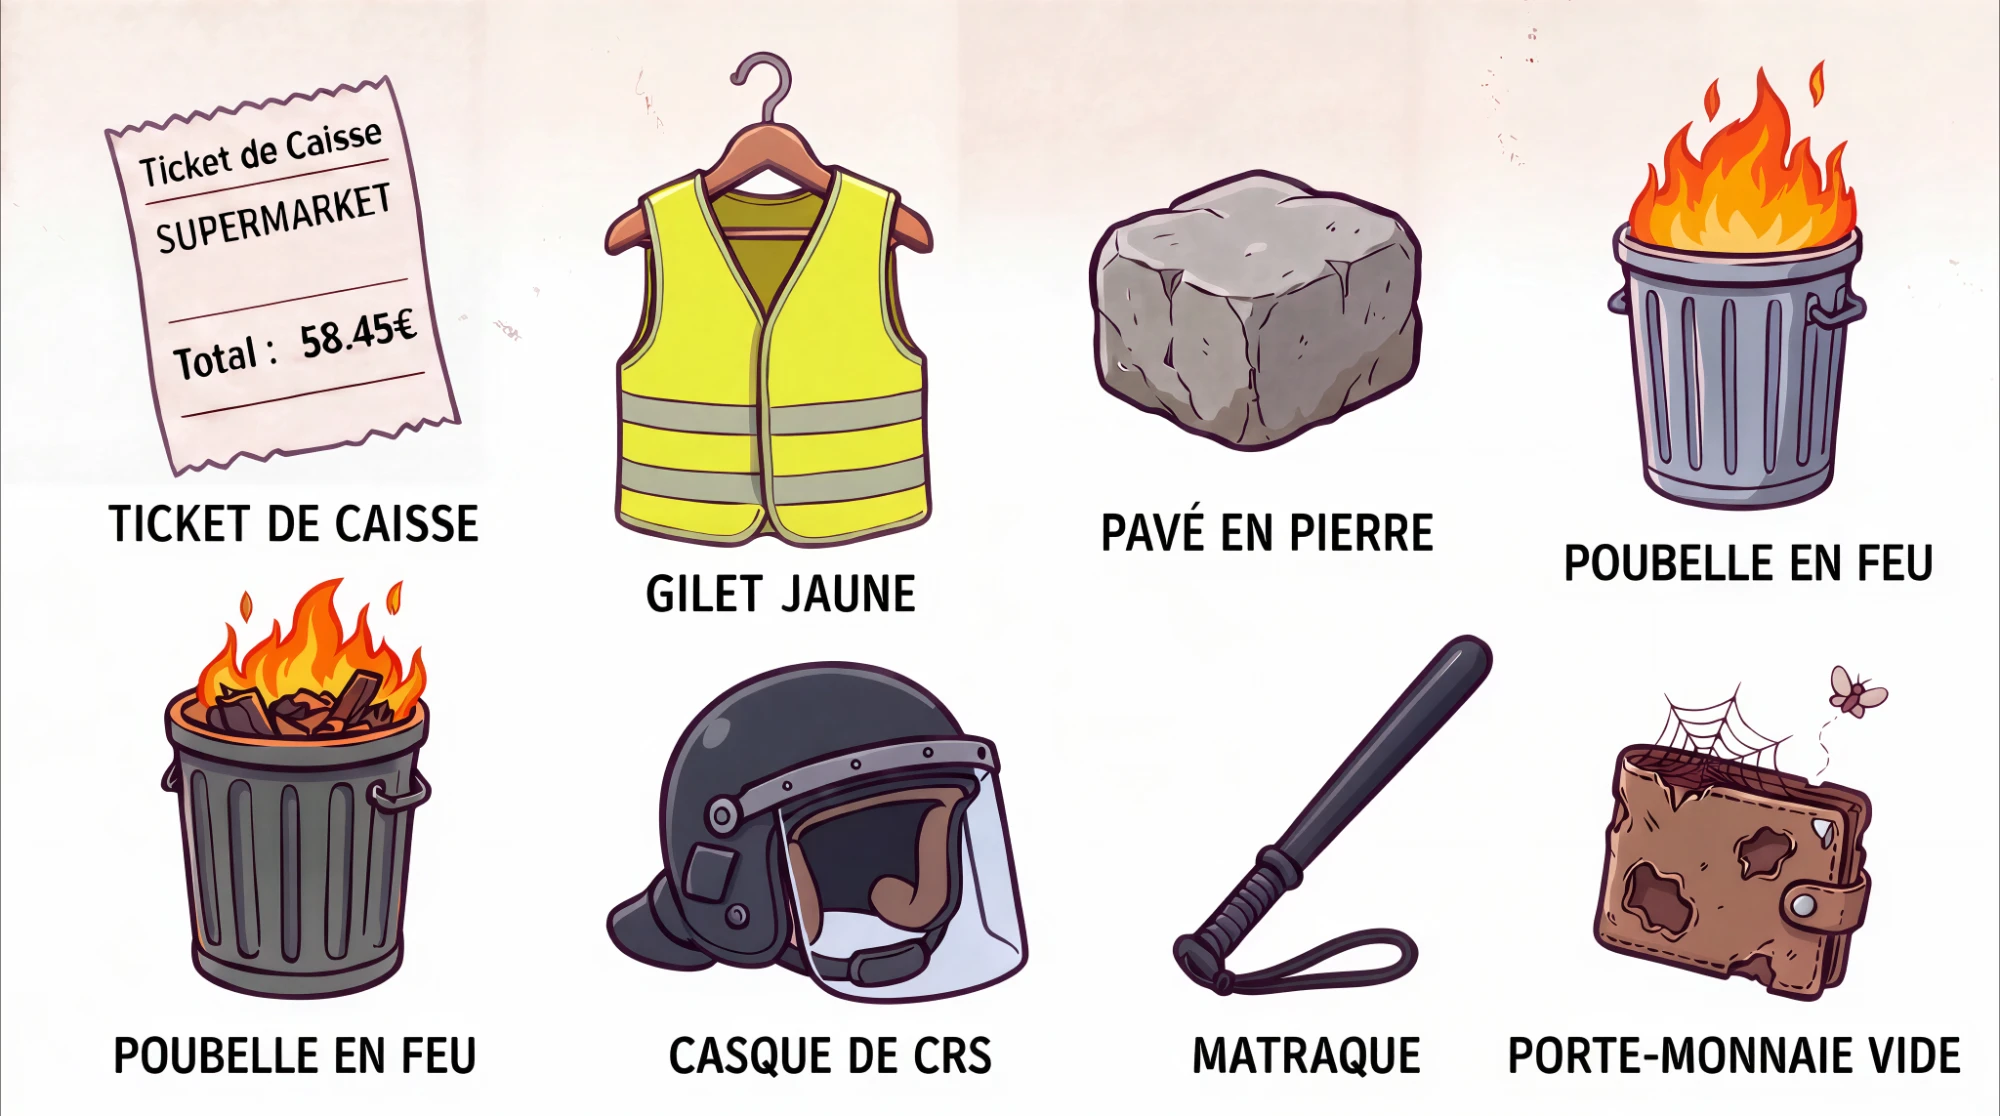 Ticket de Caisse
SUPERMARKET
Total : 58.45€
TICKET DE CAISSE
GILET JAUNE
PAVÉ EN PIERRE
POUBELLE EN FEU
POUBELLE EN FEU
CASQUE DE CRS
MATRAQUE
PORTE-MONNAIE VIDE